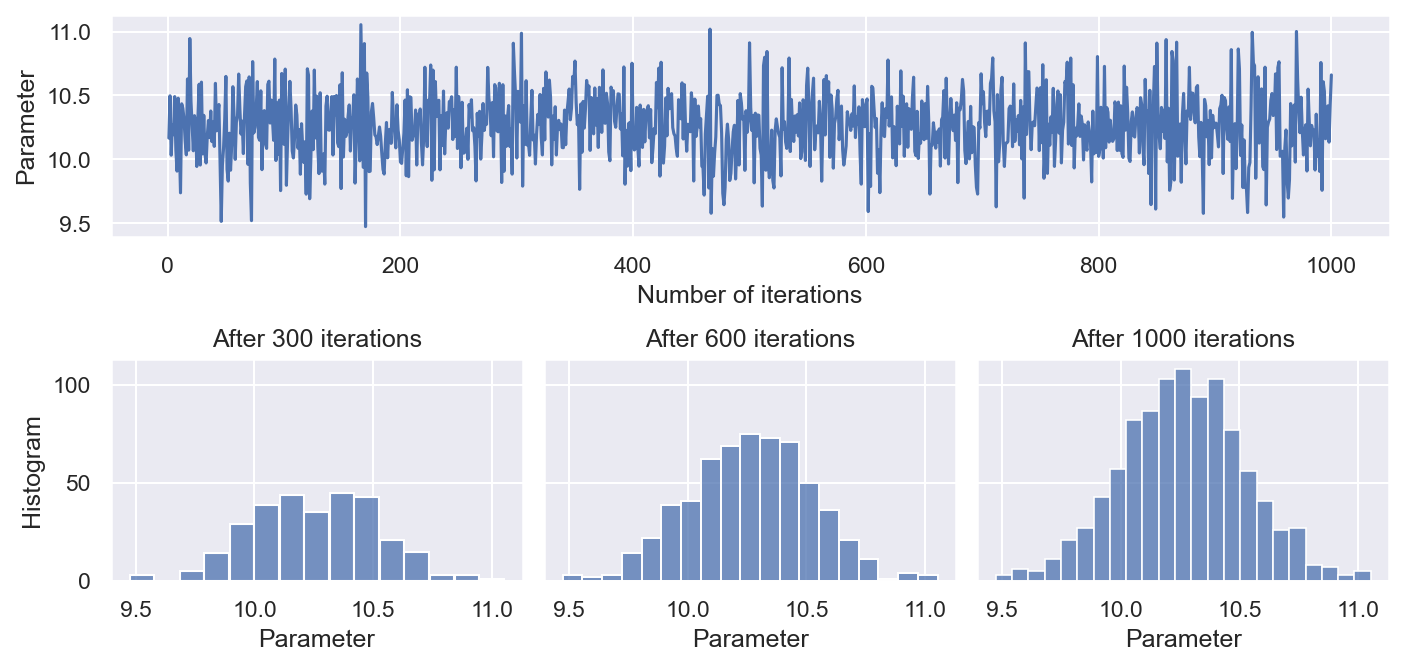 11.0
10.5
10.0
9.5
Parameter
0 200 400 600 800 1000
Number of iterations
After 300 iterations After 600 iterations After 1000 iterations
100
50
0
Histogram
9.5 10.0 10.5 11.0 9.5 10.0 10.5 11.0 9.5 10.0 10.5 11.0
Parameter Parameter Parameter